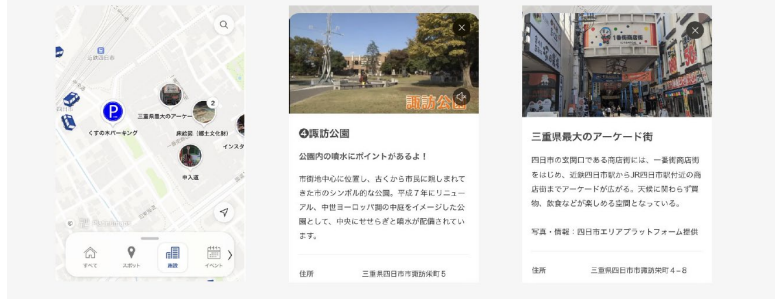 P
三重県最大のアーケー
2
くすの木パーキング
床絵図（郷土文化財）
インスタ
申入道
すべて
スポット
施設
イベント
諏訪公園
❹諏訪公園
公園内の噴水にポイントがあるよ！
市街地中心に位置し、古くから市民に親しまれて
きた市のシンボル的な公園。平成７年にリニュー
アル、中世ヨーロッパ調の中庭をイメージした公
園として、中央にせせらぎと噴水が配備されてい
ます。
住所 三重県四日市市諏訪栄町５
1番街商店街
三重県最大のアーケード街
四日市の玄関口である商店街には、一番街商店街
をはじめ、近鉄四日市駅からJR四日市駅付近の商
店街までアーケードが広がる。天候に関わらず買
物、飲食などが楽しめる空間となっている。
写真・情報：四日市エリアプラットフォーム提供
住所 三重県四日市市諏訪栄町４−８